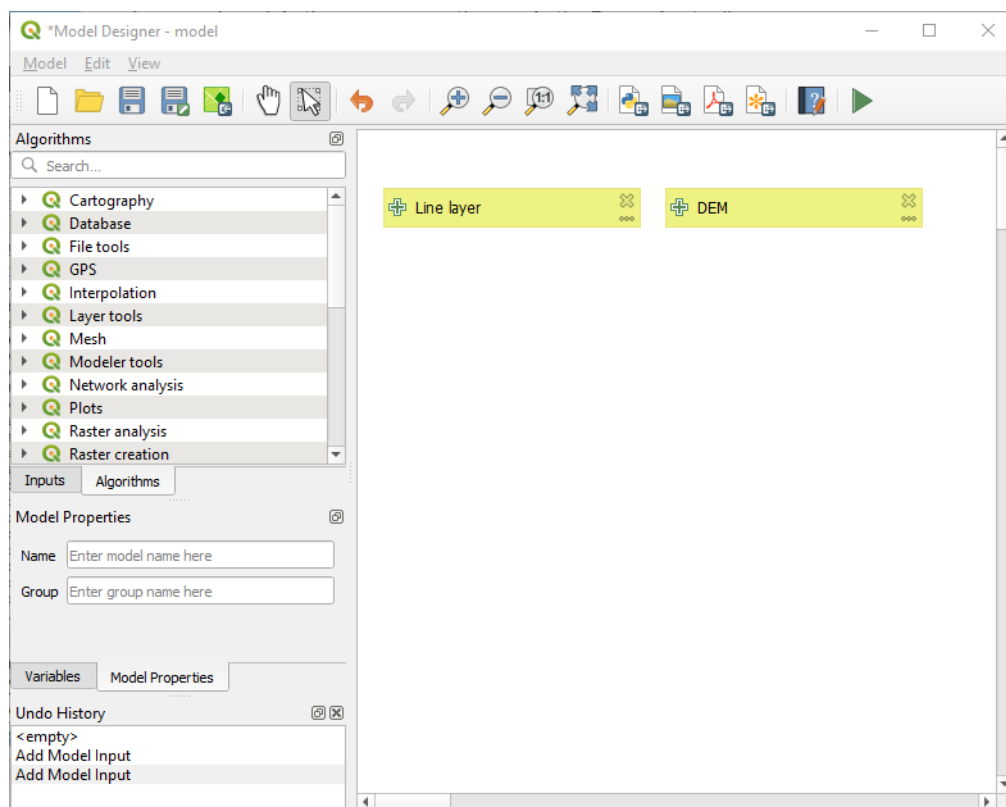 *Model Designer - model
Model Edit View
1:1
Algorithms
Search...
Line layer
DEM
Cartography
Database
File tools
GPS
Interpolation
Layer tools
Mesh
Modeler tools
Network analysis
Plots
Raster analysis
Raster creation
Inputs Algorithms
Model Properties
Name Enter model name here
Group Enter group name here
Variables Model Properties
Undo History
<empty>
Add Model Input
Add Model Input